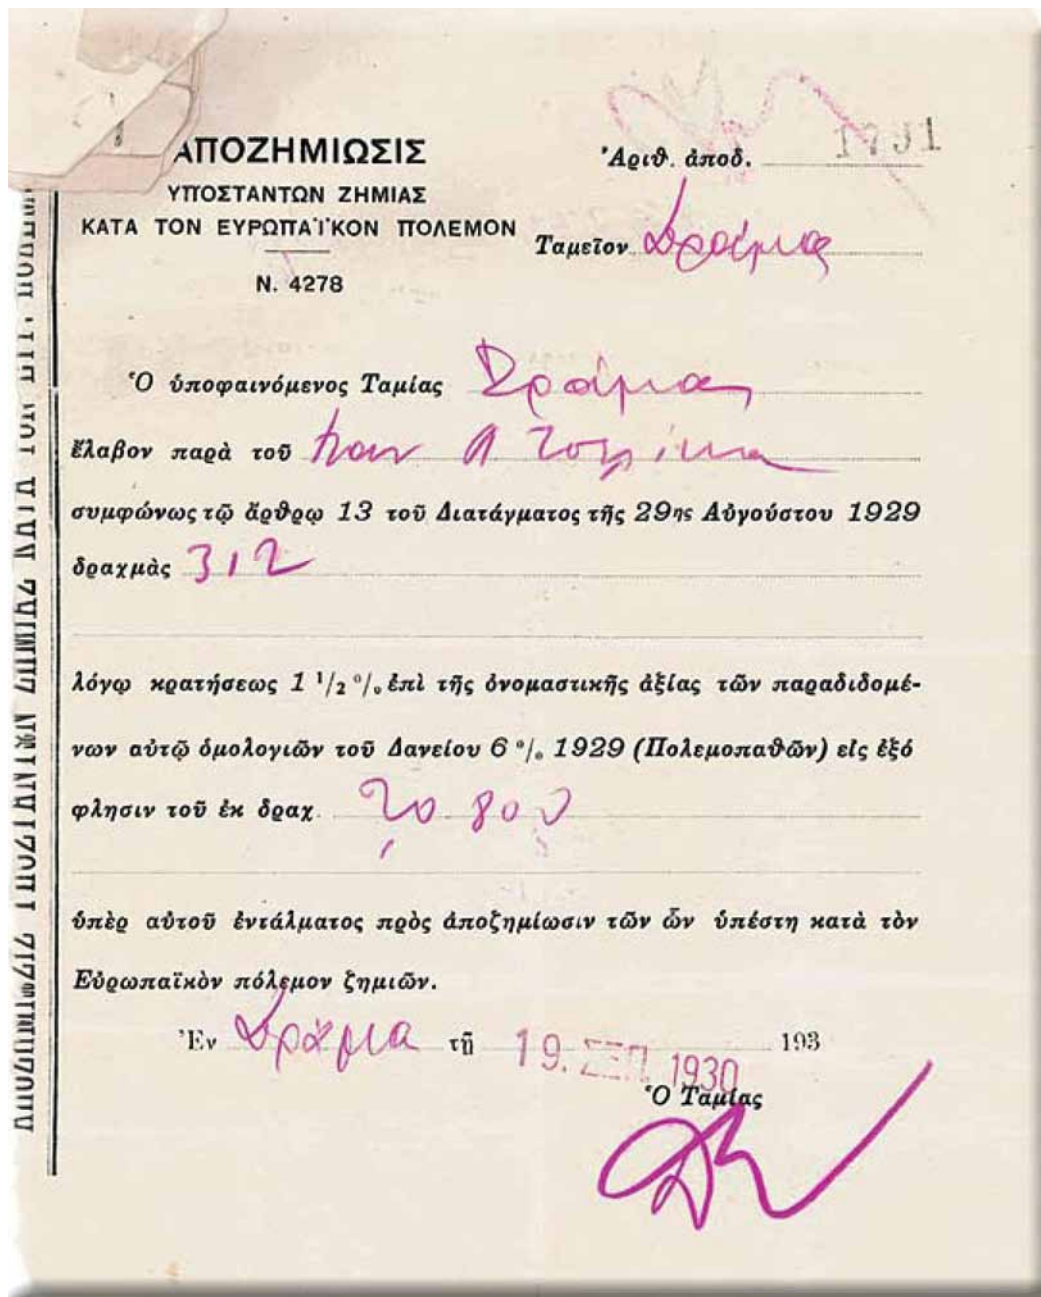 ΑΠΟΖΗΜΙΩΣΙΣ
ΥΠΟΣΤΑΝΤΩΝ ΖΗΜΙΑΣ
ΚΑΤΑ ΤΟΝ ΕΥΡΩΠΑΪΚΟΝ ΠΟΛΕΜΟΝ
Ν. 4278
Ἀριθ. ἀποδ. 1791
Ταμεῖον Δράμας
Ὁ ὑποφαινόμενος Ταμίας Δράμας
ἔλαβον παρὰ τοῦ
συμφώνως τῷ ἄρθρῳ 13 τοῦ Διατάγματος τῆς 29ης Αὐγούστου 1929
δραχμὰς 312
λόγῳ κρατήσεως 1 1/2 % ἐπὶ τῆς ὀνομαστικῆς ἀξίας τῶν παραδιδομέ-
νων αὐτῷ ὁμολογιῶν τοῦ Δανείου 6 % 1929 (Πολεμοπαθῶν) εἰς ἐξό
φλησιν τοῦ ἐκ δραχ. 20.800
ὑπὲρ αὐτοῦ ἐντάλματος πρὸς ἀποζημίωσιν τῶν ὧν ὑπέστη κατὰ τὸν
Εὐρωπαϊκὸν πόλεμον ζημιῶν.
Ἐν Δράμα τῇ 19. ΣΕΠ. 1930 193
Ὁ Ταμίας